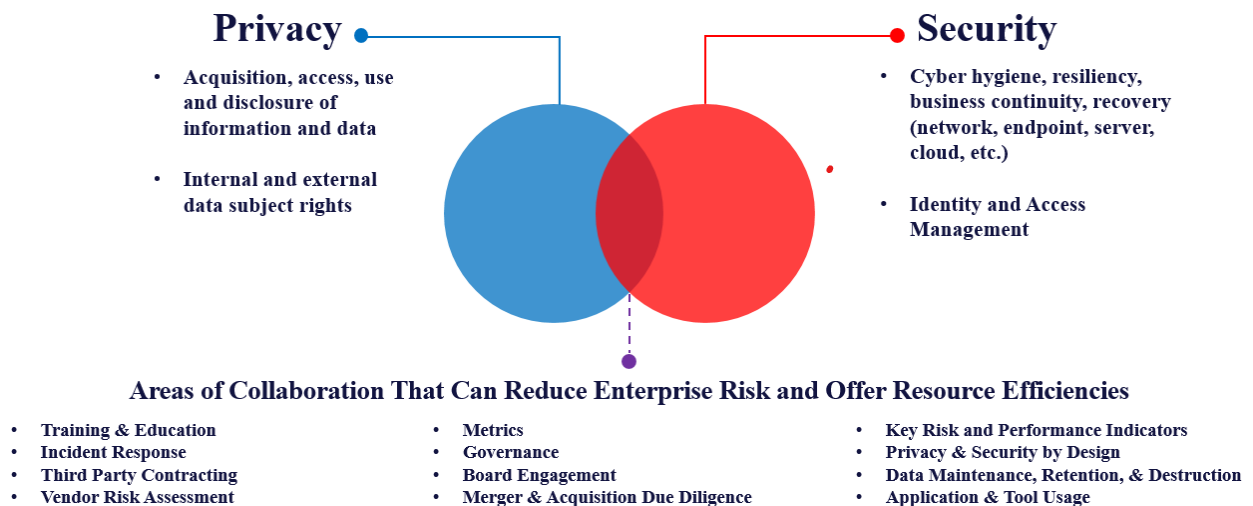 Privacy
• Acquisition, access, use
and disclosure of
information and data
• Internal and external
data subject rights
Security
• Cyber hygiene, resiliency,
business continuity, recovery
(network, endpoint, server,
cloud, etc.)
• Identity and Access
Management
Areas of Collaboration That Can Reduce Enterprise Risk and Offer Resource Efficiencies
• Training & Education
• Incident Response
• Third Party Contracting
• Vendor Risk Assessment
• Metrics
• Governance
• Board Engagement
• Merger & Acquisition Due Diligence
• Key Risk and Performance Indicators
• Privacy & Security by Design
• Data Maintenance, Retention, & Destruction
• Application & Tool Usage